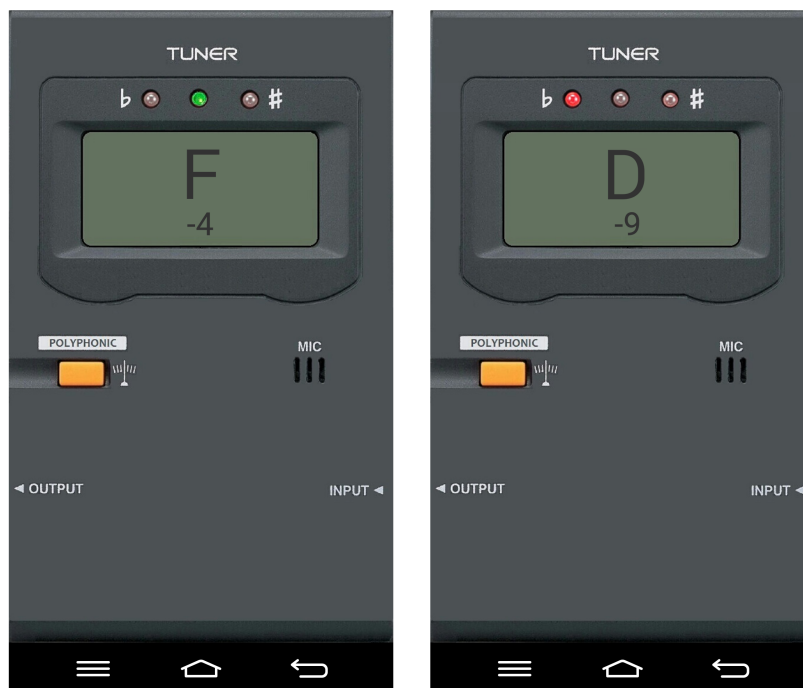 TUNER
♭ ♯
F
-4
POLYPHONIC
MIC
◄ OUTPUT
INPUT ◄
TUNER
♭ ♯
D
-9
POLYPHONIC
MIC
◄ OUTPUT
INPUT ◄